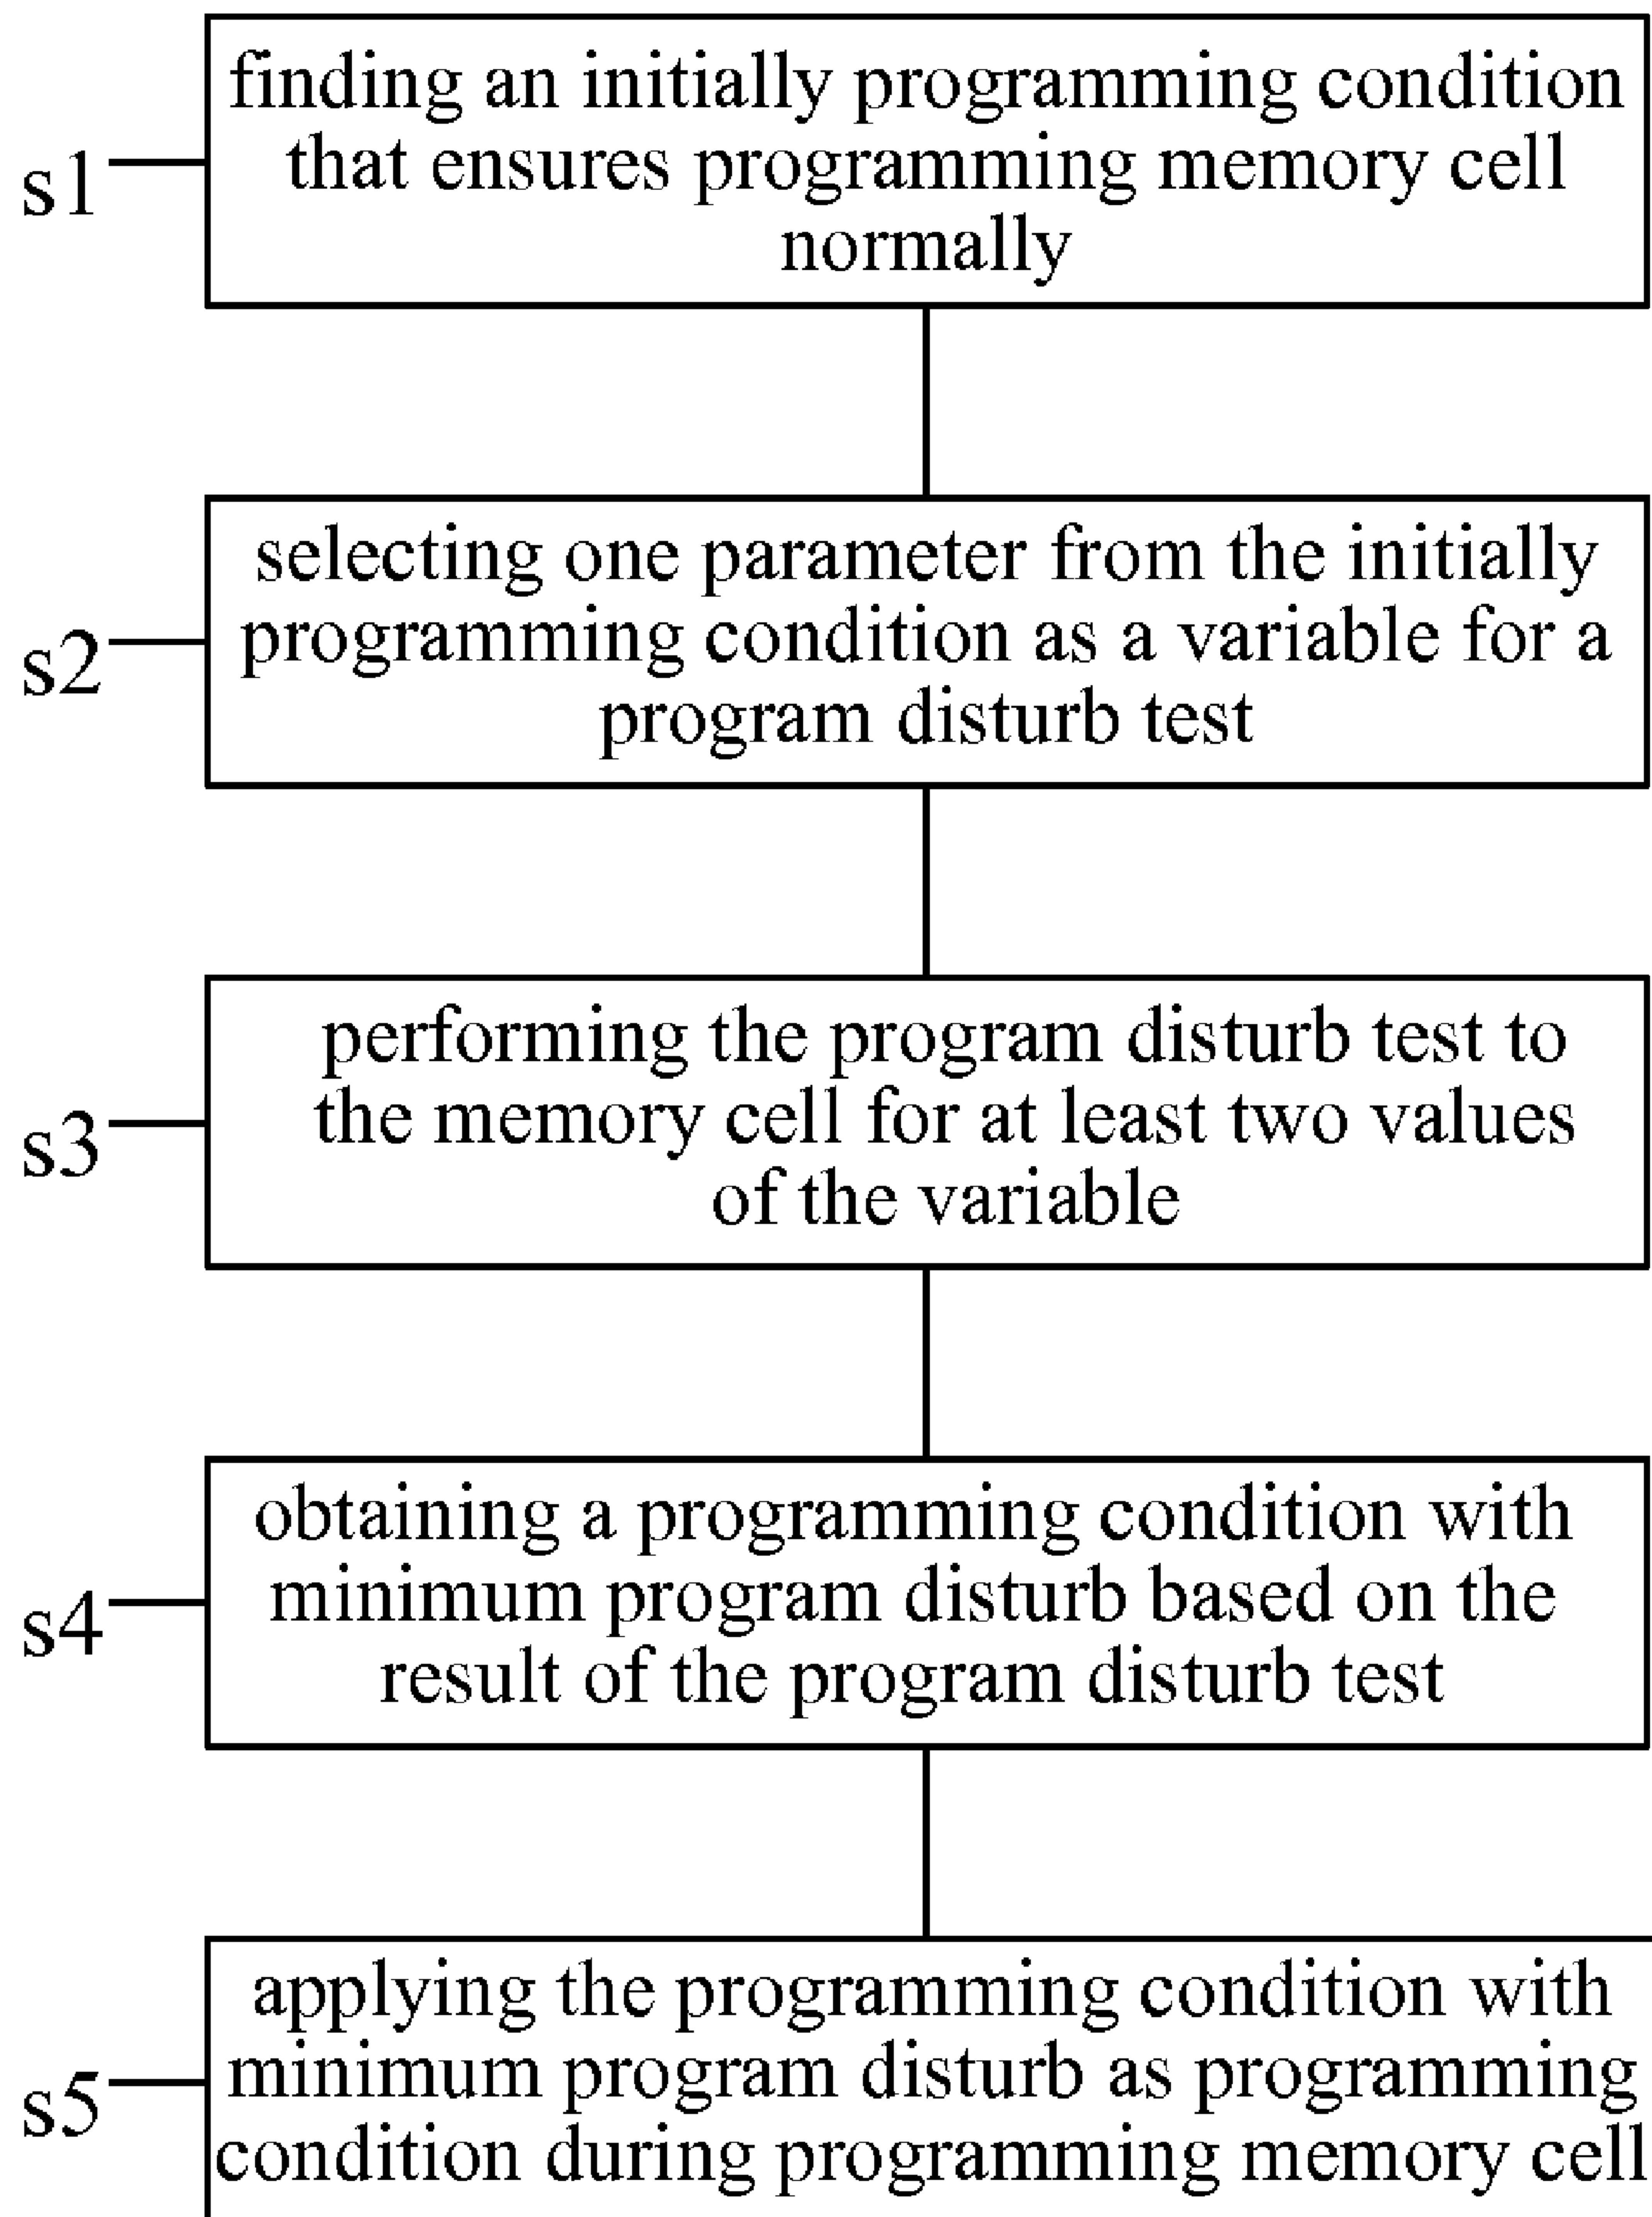 s1
finding an initially programming condition
that ensures programming memory cell
normally
s2
selecting one parameter from the initially
programming condition as a variable for a
program disturb test
s3
performing the program disturb test to
the memory cell for at least two values
of the variable
s4
obtaining a programming condition with
minimum program disturb based on the
result of the program disturb test
s5
applying the programming condition with
minimum program disturb as programming
condition during programming memory cell